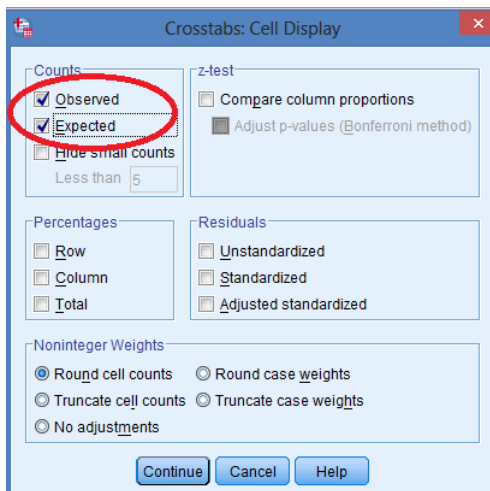 Crosstabs: Cell Display
Counts
Observed
Expected
Hide small counts
Less than 5
z-test
Compare column proportions
Adjust p-values (Bonferroni method)
Percentages
Row
Column
Total
Residuals
Unstandardized
Standardized
Adjusted standardized
Noninteger Weights
Round cell counts Round case weights
Truncate cell counts Truncate case weights
No adjustments
Continue Cancel Help